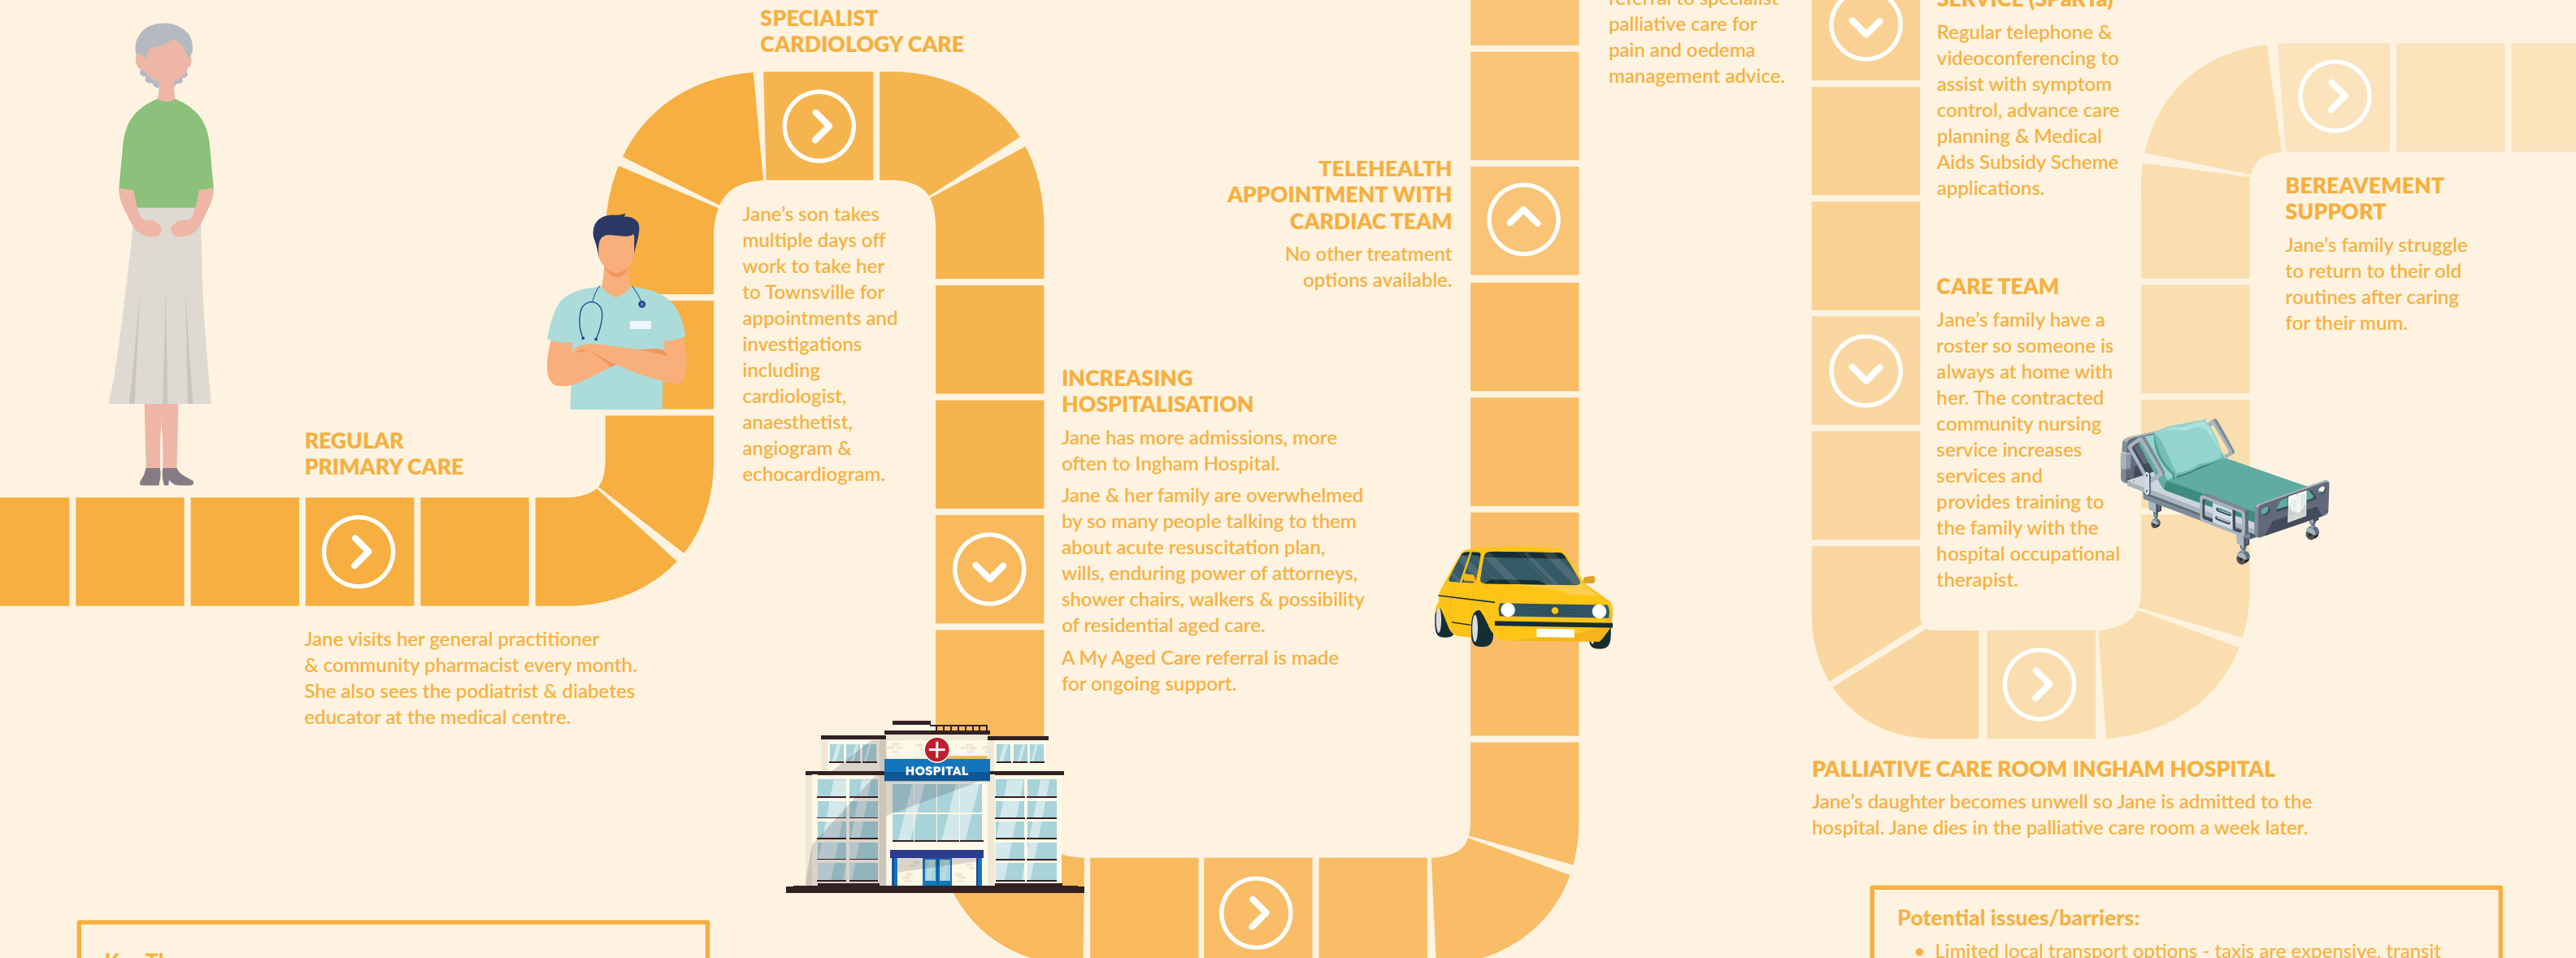 SPECIALIST
CARDIOLOGY CARE
Jane's son takes
multiple days off
work to take her
to Townsville for
appointments and
investigations
including
cardiologist,
anaesthetist,
angiogram &
echocardiogram.
REGULAR
PRIMARY CARE
Jane visits her general practitioner
& community pharmacist every month.
She also sees the podiatrist & diabetes
educator at the medical centre.
INCREASING
HOSPITALISATION
Jane has more admissions, more
often to Ingham Hospital.
Jane & her family are overwhelmed
by so many people talking to them
about acute resuscitation plan,
wills, enduring power of attorneys,
shower chairs, walkers & possibility
of residential aged care.
A My Aged Care referral is made
for ongoing support.
HOSPITAL
TELEHEALTH
APPOINTMENT WITH
CARDIAC TEAM
No other treatment
options available.
referral to specialist
palliative care for
pain and oedema
management advice.
SERVICE (SPaRTa)
Regular telephone &
videoconferencing to
assist with symptom
control, advance care
planning & Medical
Aids Subsidy Scheme
applications.
CARE TEAM
Jane's family have a
roster so someone is
always at home with
her. The contracted
community nursing
service increases
services and
provides training to
the family with the
hospital occupational
therapist.
PALLIATIVE CARE ROOM INGHAM HOSPITAL
Jane's daughter becomes unwell so Jane is admitted to the
hospital. Jane dies in the palliative care room a week later.
BEREAVEMENT
SUPPORT
Jane's family struggle
to return to their old
routines after caring
for their mum.
Potential issues/barriers:
• Limited local transport options - taxis are expensive, transit